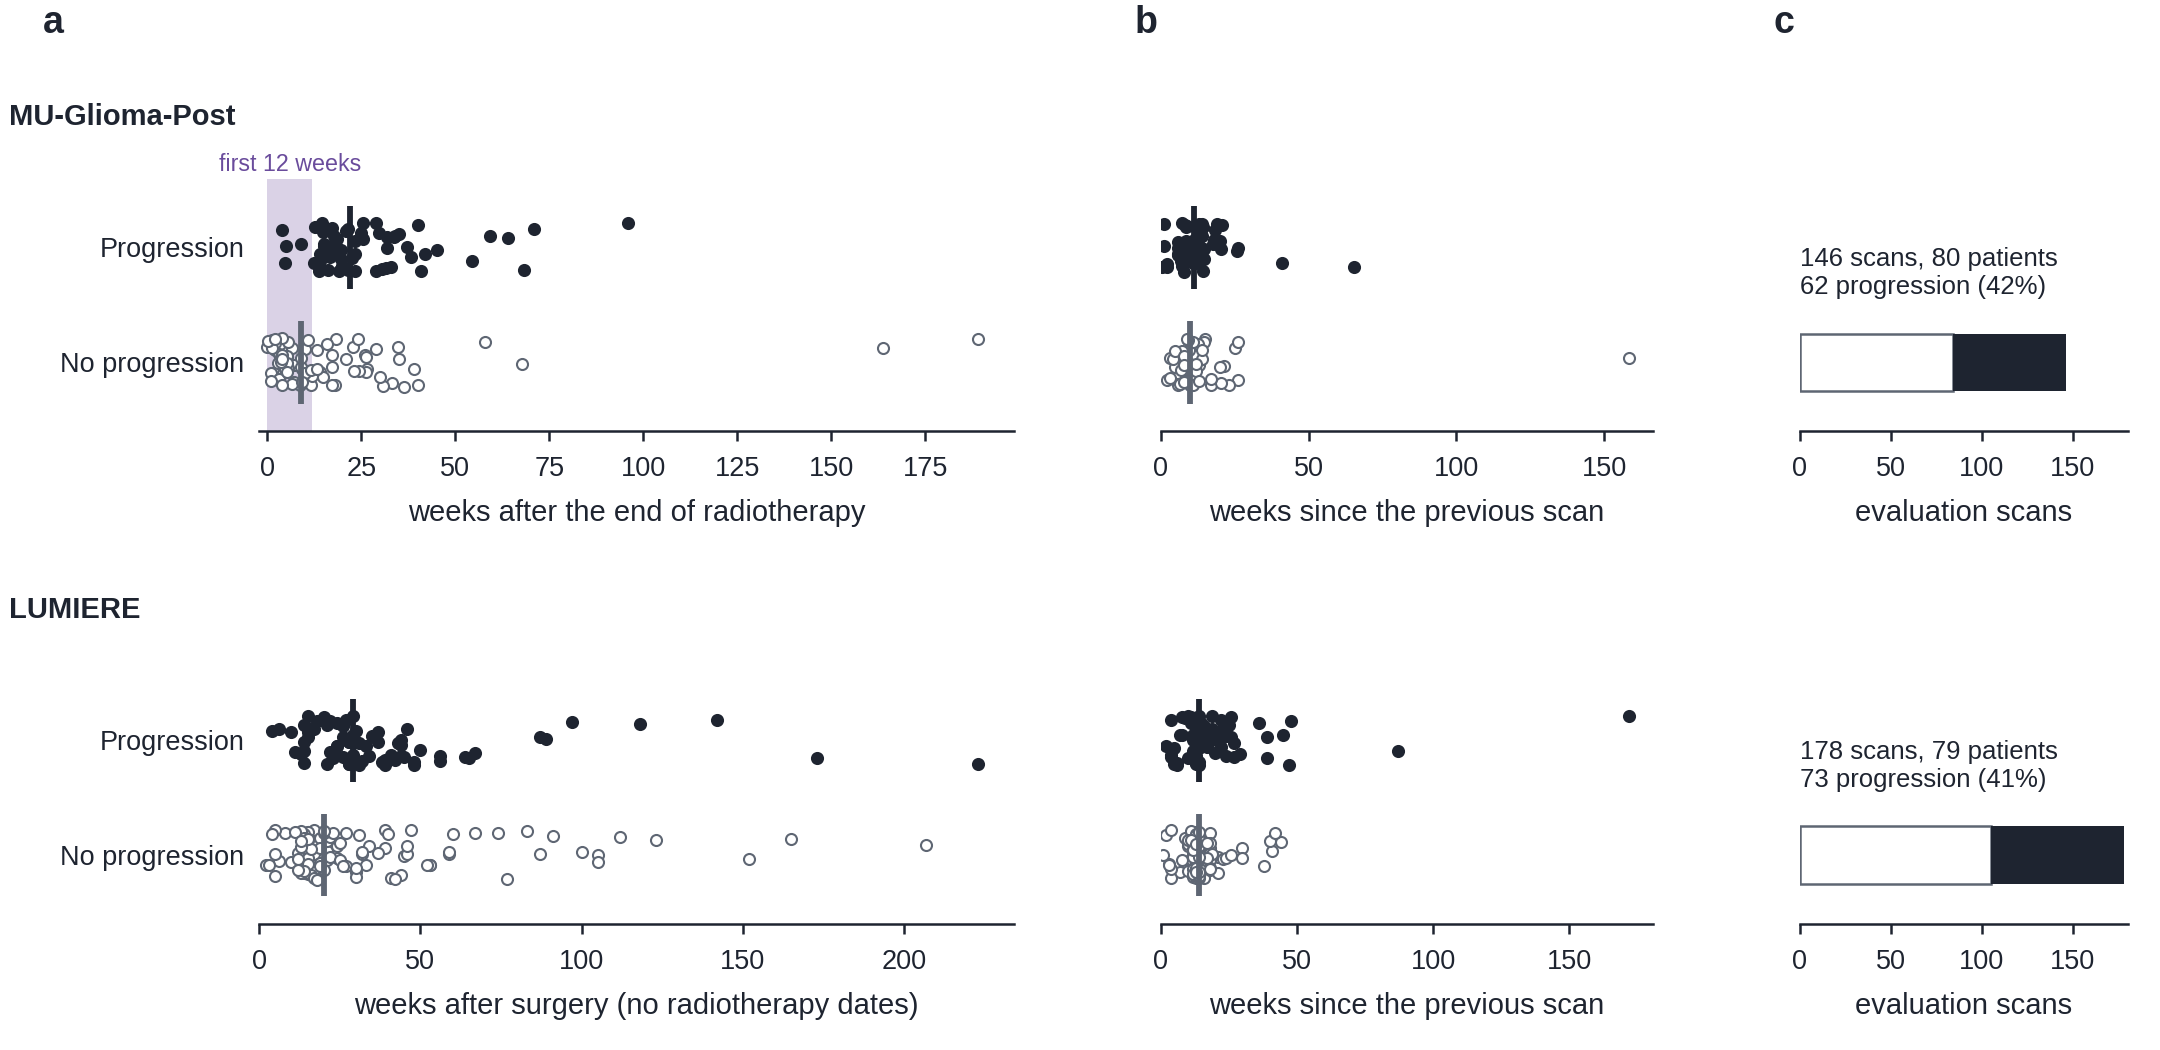 a
b
c
MU-Glioma-Post
first 12 weeks
Progression
No progression
146 scans, 80 patients
62 progression (42%)
0 25 50 75 100 125 150 175
0 50 100 150
0 50 100 150
weeks after the end of radiotherapy
weeks since the previous scan
evaluation scans
LUMIERE
Progression
No progression
178 scans, 79 patients
73 progression (41%)
0 50 100 150 200
0 50 100 150
0 50 100 150
weeks after surgery (no radiotherapy dates)
weeks since the previous scan
evaluation scans